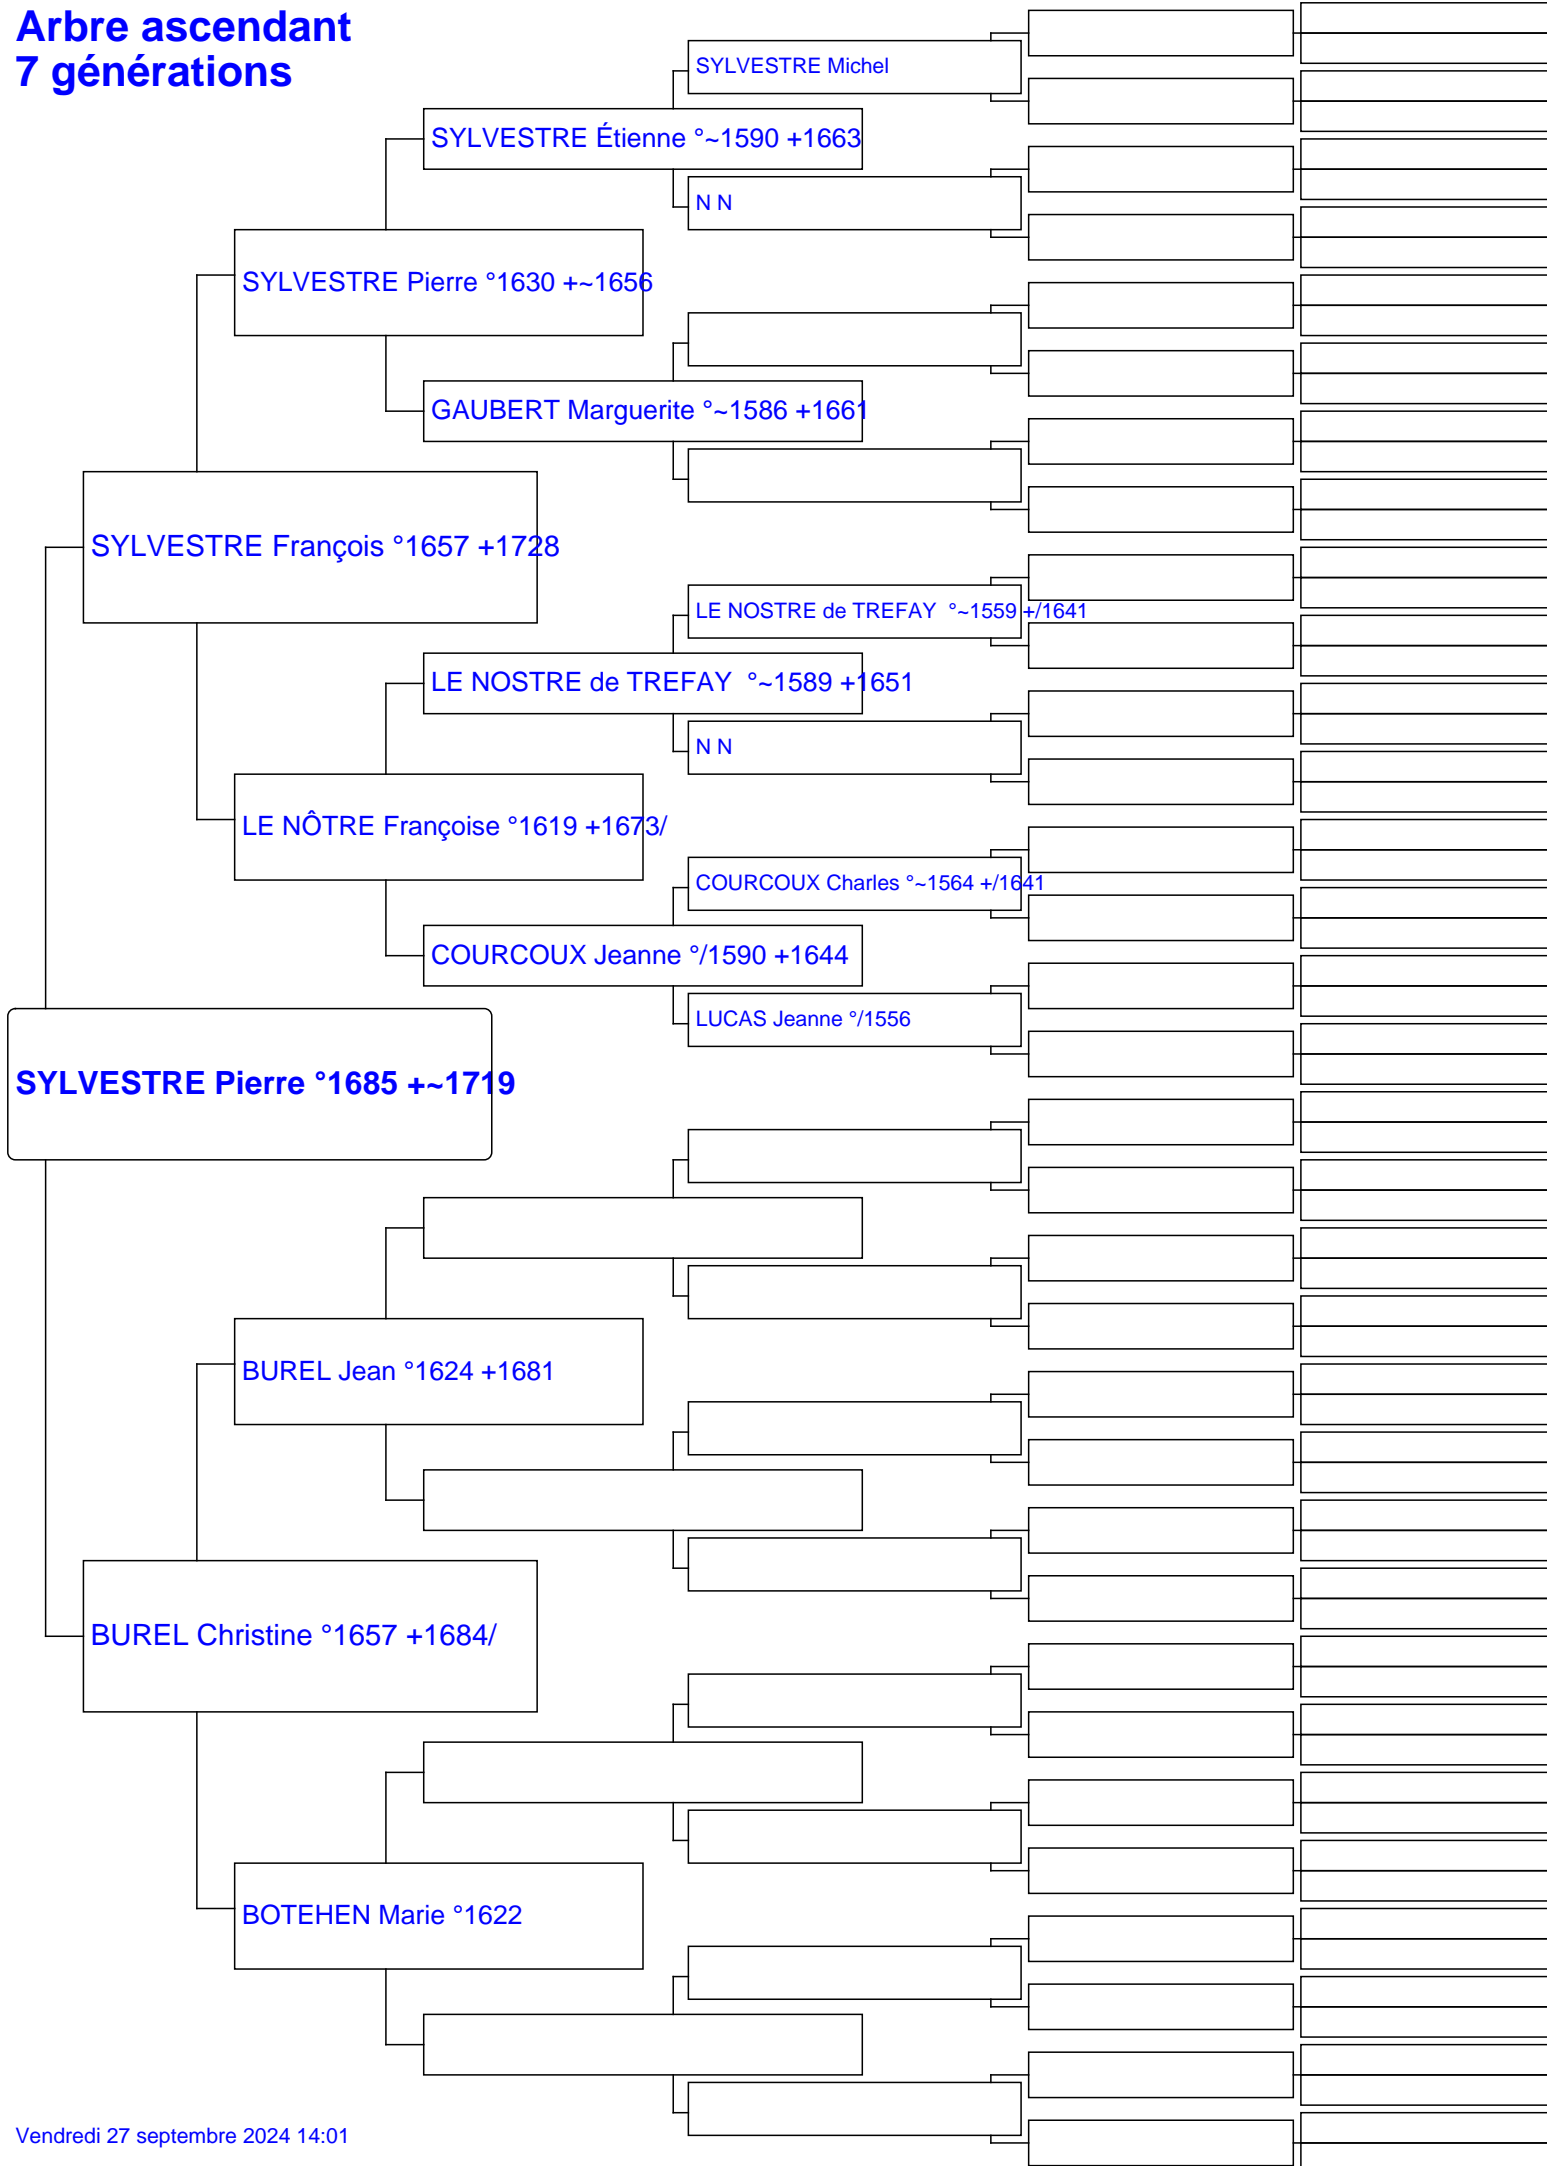 Arbre ascendant
7 générations
SYLVESTRE Michel
SYLVESTRE Étienne °~1590 +1663
N N
SYLVESTRE Pierre °1630 +~1656
GAUBERT Marguerite °~1586 +1661
SYLVESTRE François °1657 +1728
LE NOSTRE de TREFAY  °~1559 +/1641
LE NOSTRE de TREFAY  °~1589 +1651
N N
LE NÔTRE Françoise °1619 +1673/
COURCOUX Charles °~1564 +/1641
COURCOUX Jeanne °/1590 +1644
LUCAS Jeanne °/1556
SYLVESTRE Pierre °1685 +~1719
BUREL Jean °1624 +1681
BUREL Christine °1657 +1684/
BOTEHEN Marie °1622
Vendredi 27 septembre 2024 14:01